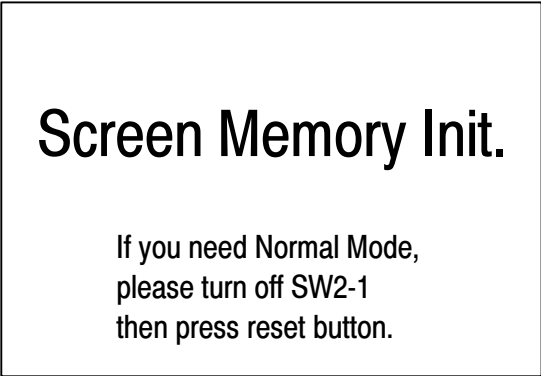 Screen Memory Init.
If you need Normal Mode,
please turn off SW2-1
then press reset button.